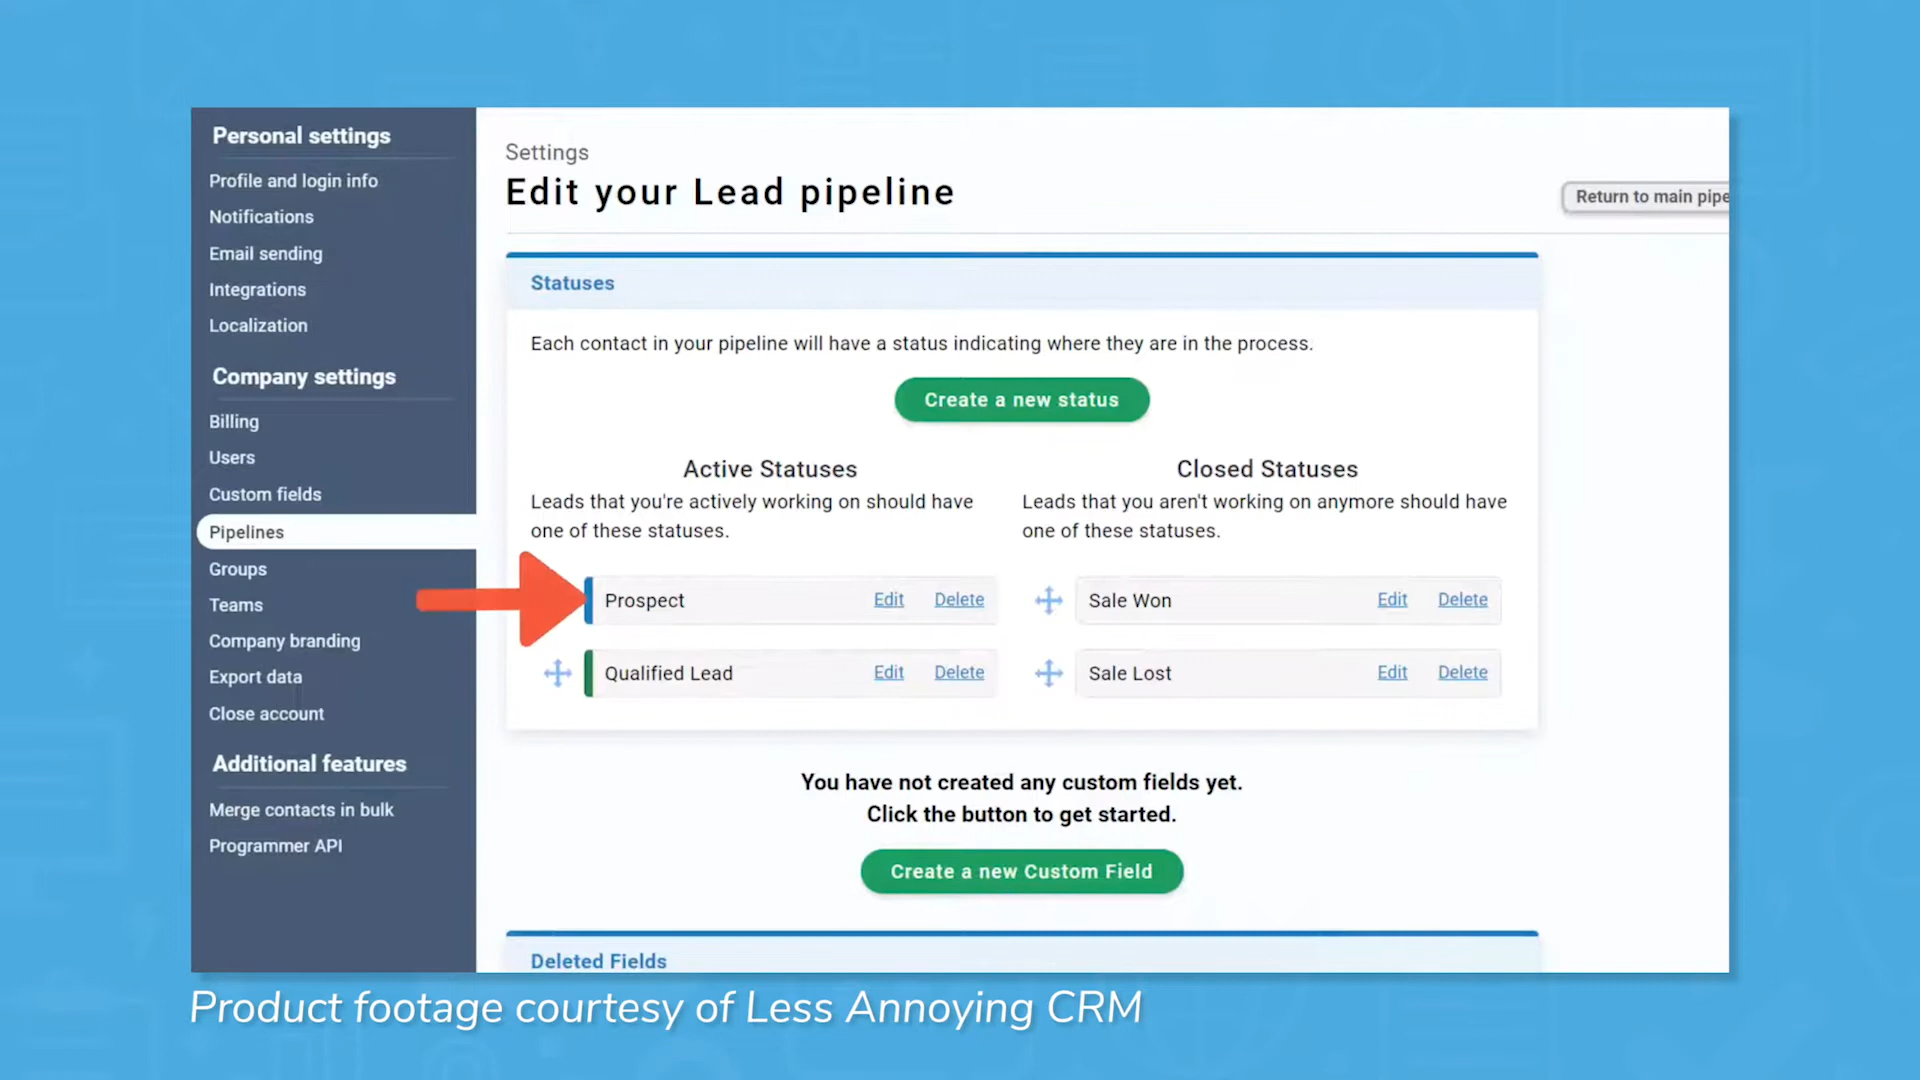 Personal settings
Profile and login info
Notifications
Email sending
Integrations
Localization
Company settings
Billing
Users
Custom fields
Pipelines
Groups
Teams
Company branding
Export data
Close account
Additional features
Merge contacts in bulk
Programmer API
Settings
Edit your Lead pipeline
Return to main pipe
Statuses
Each contact in your pipeline will have a status indicating where they are in the process.
Create a new status
Active Statuses
Leads that you're actively working on should have
one of these statuses.
Prospect Edit Delete
Qualified Lead Edit Delete
Closed Statuses
Leads that you aren't working on anymore should have
one of these statuses.
Sale Won Edit Delete
Sale Lost Edit Delete
You have not created any custom fields yet.
Click the button to get started.
Create a new Custom Field
Deleted Fields
Product footage courtesy of Less Annoying CRM